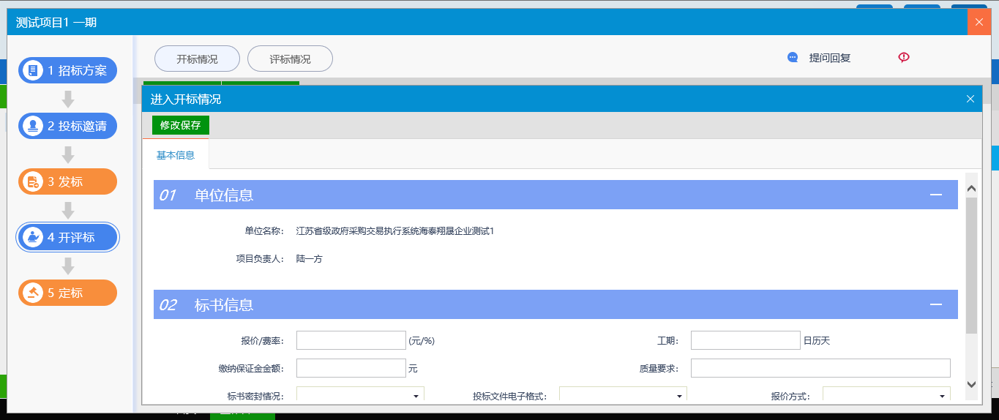 测试项目1 一期
1 招标方案
2 投标邀请
3 发标
4 开评标
5 定标
开标情况 评标情况 提问回复
进入开标情况
修改保存
基本信息
01 单位信息
单位名称： 江苏省级政府采购交易执行系统海泰翔晟企业测试1
项目负责人： 陆一方
02 标书信息
报价/费率： (元/%) 工期： 日历天
缴纳保证金金额： 元 质量要求：
标书密封情况： 投标文件电子格式： 报价方式：